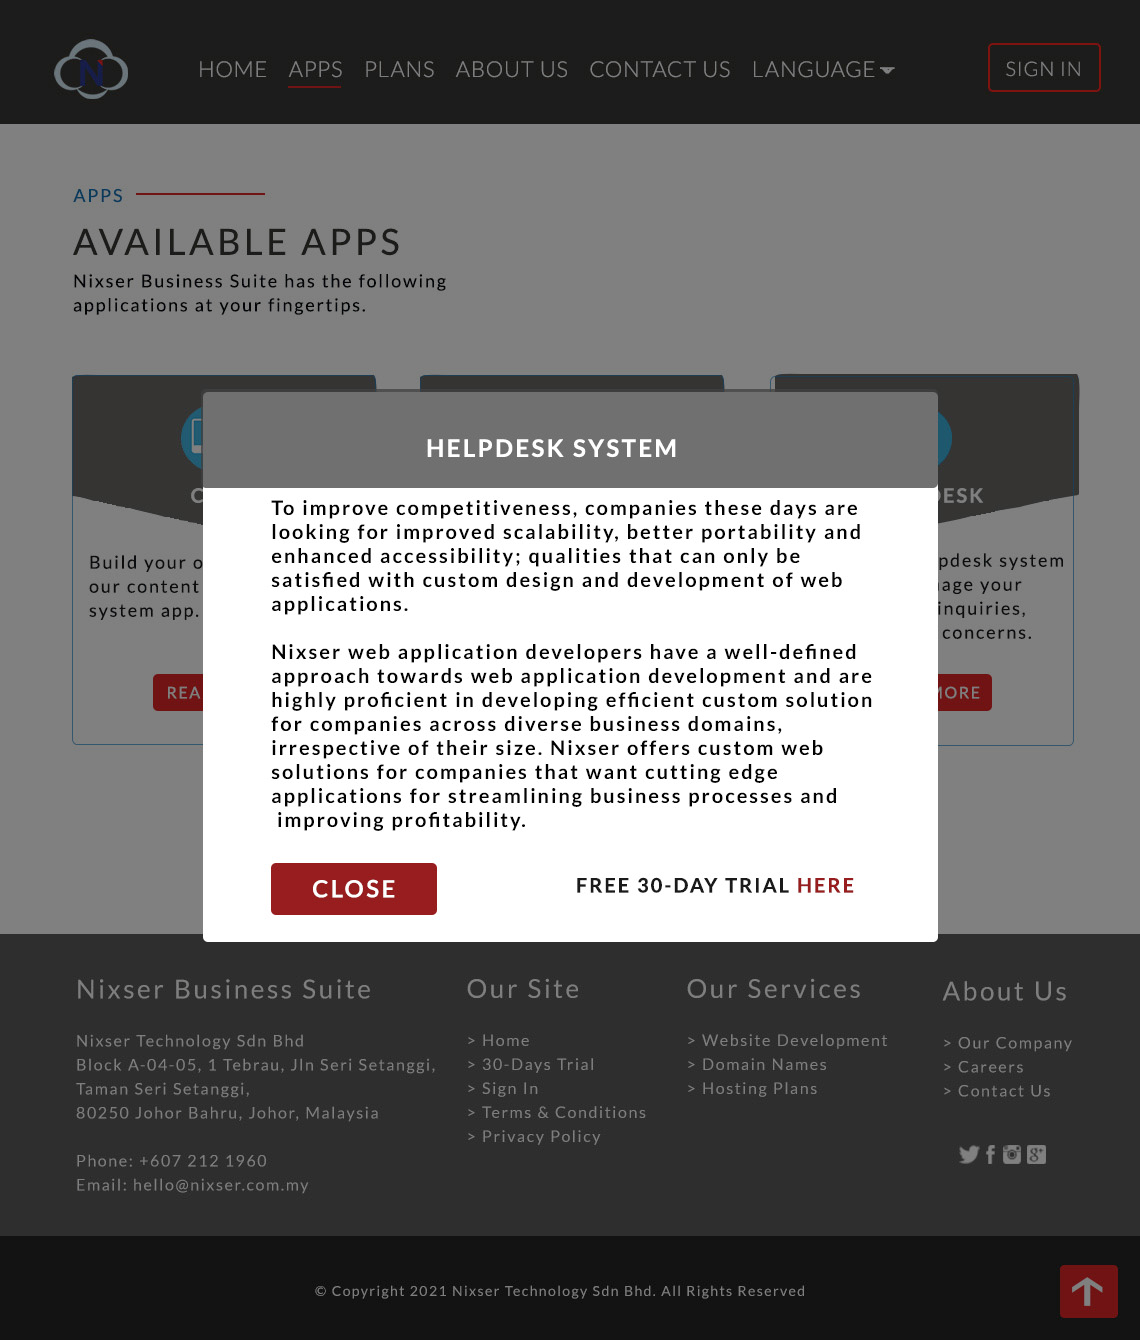 N
HOME APPS PLANS ABOUT US CONTACT US LANGUAGE SIGN IN
APPS
AVAILABLE APPS
Nixser Business Suite has the following
applications at your fingertips.
HELPDESK SYSTEM
To improve competitiveness, companies these days are
looking for improved scalability, better portability and
enhanced accessibility; qualities that can only be
satisfied with custom design and development of web
applications.
Nixser web application developers have a well-defined
approach towards web application development and are
highly proficient in developing efficient custom solution
for companies across diverse business domains,
irrespective of their size. Nixser offers custom web
solutions for companies that want cutting edge
applications for streamlining business processes and
improving profitability.
CLOSE
FREE 30-DAY TRIAL HERE
Build your
our content
system app.
pdesk system
your
inquiries,
concerns.
MORE
Nixser Business Suite
Nixser Technology Sdn Bhd
Block A-04-05, 1 Tebrau, Jln Seri Setanggi,
Taman Seri Setanggi,
80250 Johor Bahru, Johor, Malaysia
Phone: +607 212 1960
Email: hello@nixser.com.my
Our Site
> Home
> 30-Days Trial
> Sign In
> Terms & Conditions
> Privacy Policy
Our Services
> Website Development
> Domain Names
> Hosting Plans
About Us
> Our Company
> Careers
> Contact Us
© Copyright 2021 Nixser Technology Sdn Bhd. All Rights Reserved